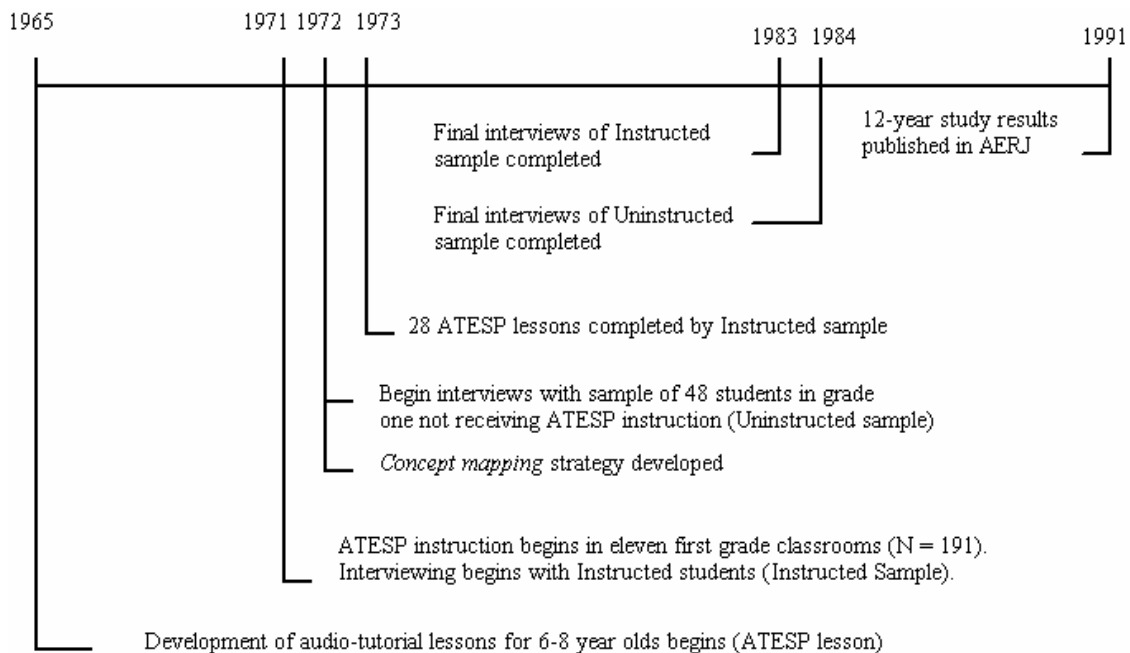 1965
1971
1972
1973
1983
1984
1991
Final interviews of Instructed
sample completed
12-year study results
published in AERJ
Final interviews of Uninstructed
sample completed
28 ATESP lessons completed by Instructed sample
Begin interviews with sample of 48 students in grade
one not receiving ATESP instruction (Uninstructed sample)
Concept mapping strategy developed
ATESP instruction begins in eleven first grade classrooms (N = 191).
Interviewing begins with Instructed students (Instructed Sample).
Development of audio-tutorial lessons for 6-8 year olds begins (ATESP lesson)